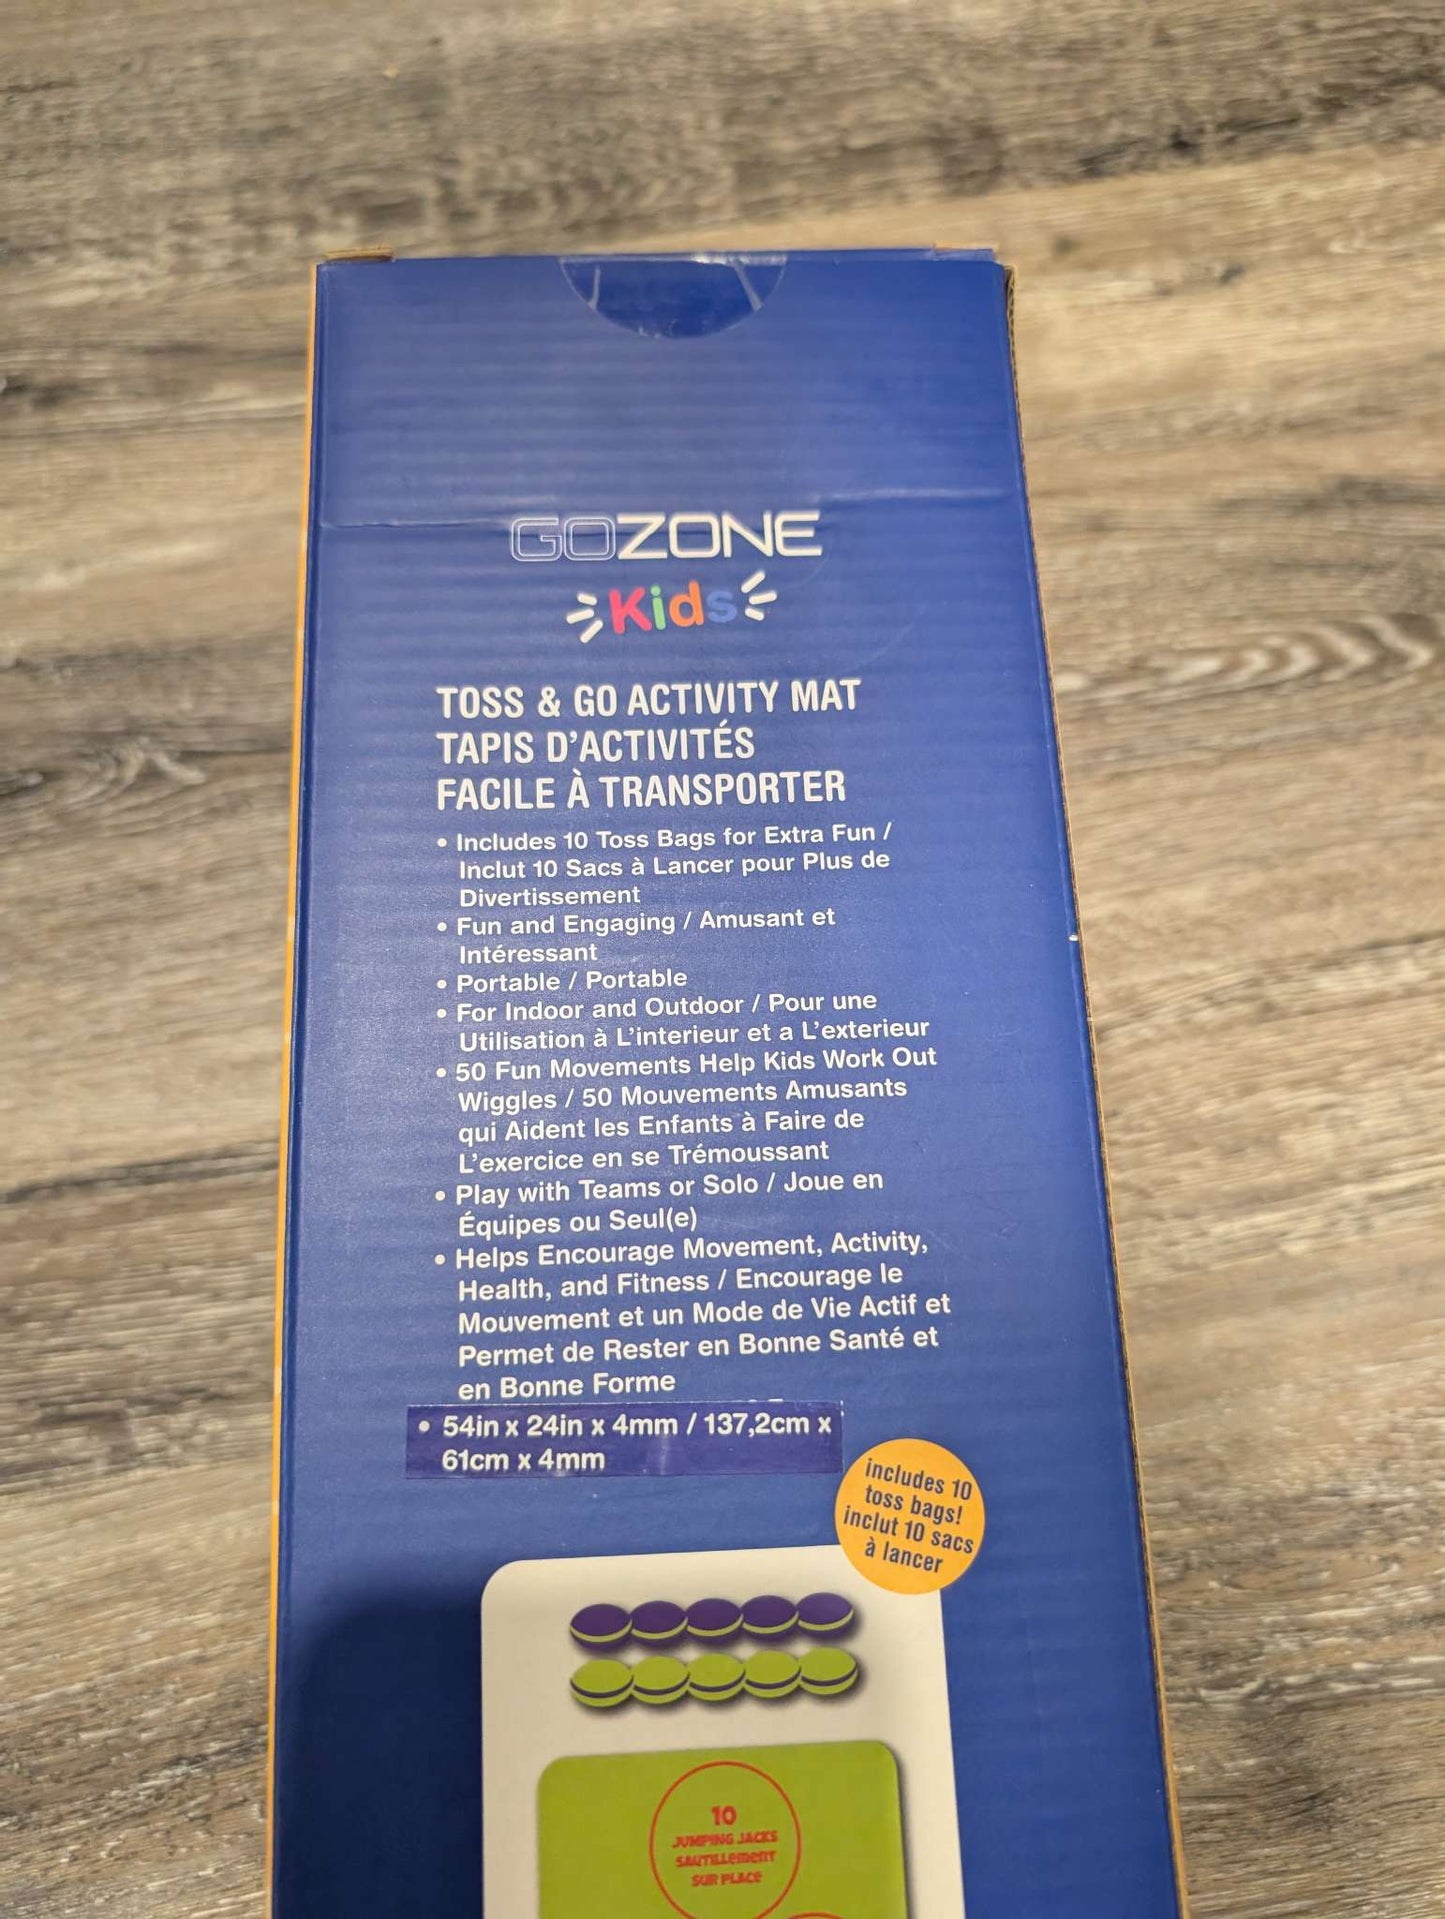 GOZONE
Kids
TOSS & GO ACTIVITY MAT
TAPIS D'ACTIVITÉS
FACILE À TRANSPORTER
• Includes 10 Toss Bags for Extra Fun /
Inclut 10 Sacs à Lancer pour Plus de
Divertissement
• Fun and Engaging / Amusant et
Intéressant
• Portable / Portable
• For Indoor and Outdoor / Pour une
Utilisation à L'interieur et a L'exterieur
• 50 Fun Movements Help Kids Work Out
Wiggles / 50 Mouvements Amusants
qui Aident les Enfants à Faire de
L'exercice en se Trémoussant
• Play with Teams or Solo / Joue en
Équipes ou Seul(e)
• Helps Encourage Movement, Activity,
Health, and Fitness / Encourage le
Mouvement et un Mode de Vie Actif et
Permet de Rester en Bonne Santé et
en Bonne Forme
• 54in x 24in x 4mm / 137,2cm x
61cm x 4mm
includes 10
toss bags!
inclut 10 sacs
à lancer
10
JUMPING JACKS
SAUTILLEMENT
SUR PLACE